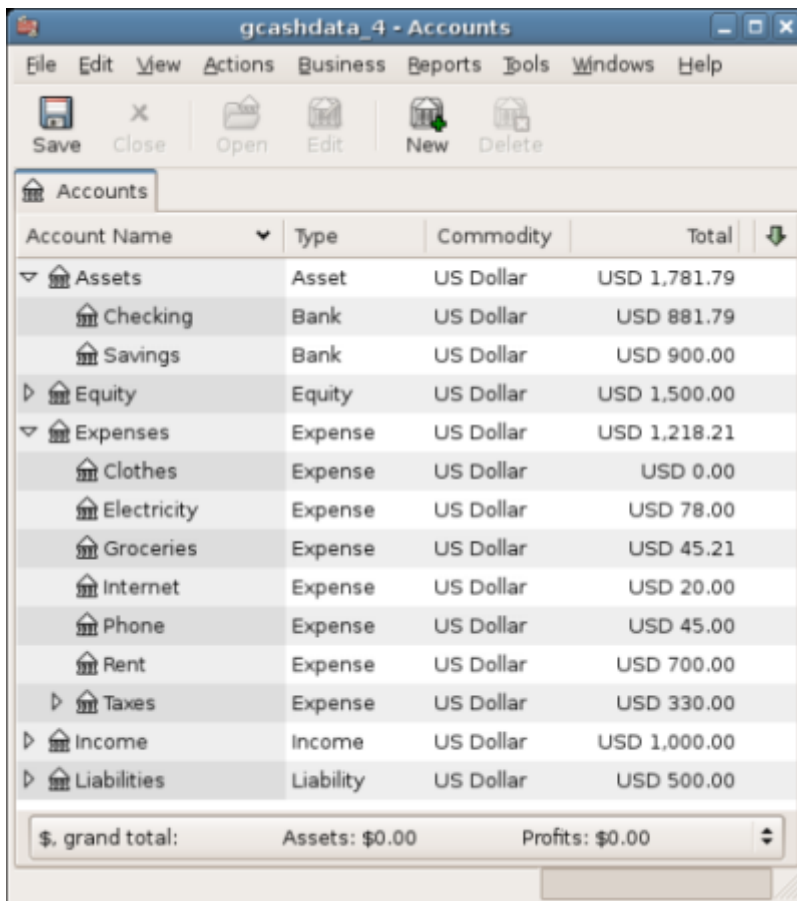 gcashdata_4 - Accounts
File Edit View Actions Business Reports Tools Windows Help
Save Close Open Edit New Delete
Accounts
Account Name Type Commodity Total
Assets Asset US Dollar USD 1,781.79
Checking Bank US Dollar USD 881.79
Savings Bank US Dollar USD 900.00
Equity Equity US Dollar USD 1,500.00
Expenses Expense US Dollar USD 1,218.21
Clothes Expense US Dollar USD 0.00
Electricity Expense US Dollar USD 78.00
Groceries Expense US Dollar USD 45.21
Internet Expense US Dollar USD 20.00
Phone Expense US Dollar USD 45.00
Rent Expense US Dollar USD 700.00
Taxes Expense US Dollar USD 330.00
Income Income US Dollar USD 1,000.00
Liabilities Liability US Dollar USD 500.00
$, grand total: Assets: $0.00 Profits: $0.00